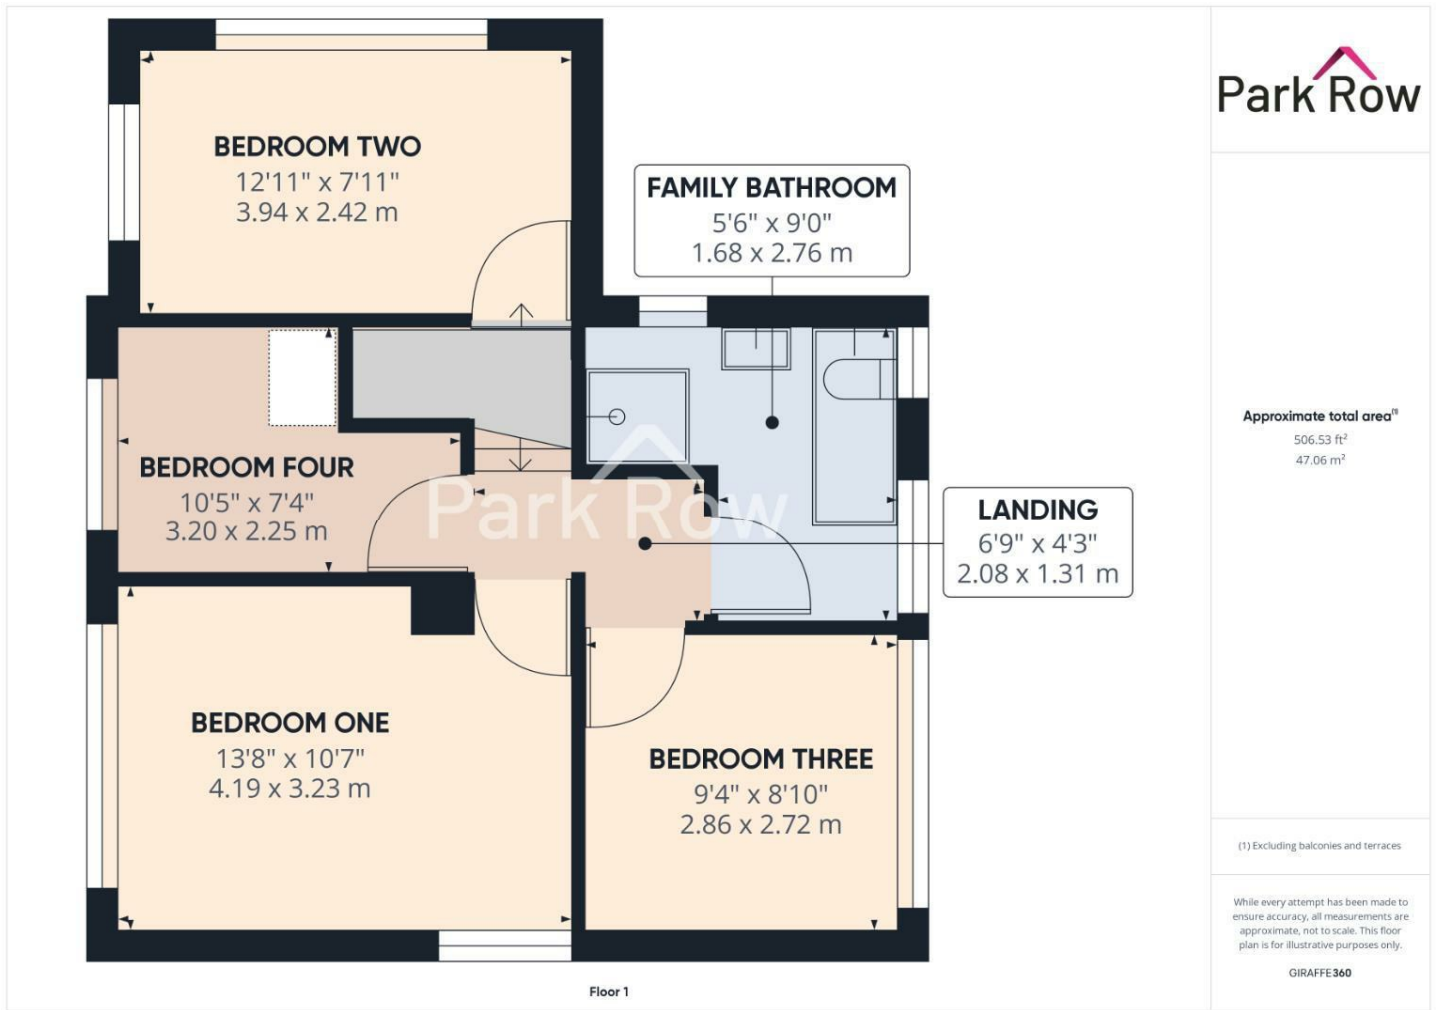 BEDROOM TWO
12'11" x 7'11"
3.94 x 2.42 m
FAMILY BATHROOM
5'6" x 9'0"
1.68 x 2.76 m
BEDROOM FOUR
10'5" x 7'4"
3.20 x 2.25 m
Park Row
LANDING
6'9" x 4'3"
2.08 x 1.31 m
BEDROOM ONE
13'8" x 10'7"
4.19 x 3.23 m
BEDROOM THREE
9'4" x 8'10"
2.86 x 2.72 m
Floor 1
Park Row
Approximate total area(1)
506.53 ft²
47.06 m²
(1) Excluding balconies and terraces
While every attempt has been made to
ensure accuracy, all measurements are
approximate, not to scale. This floor
plan is for illustrative purposes only.
GIRAFFE360